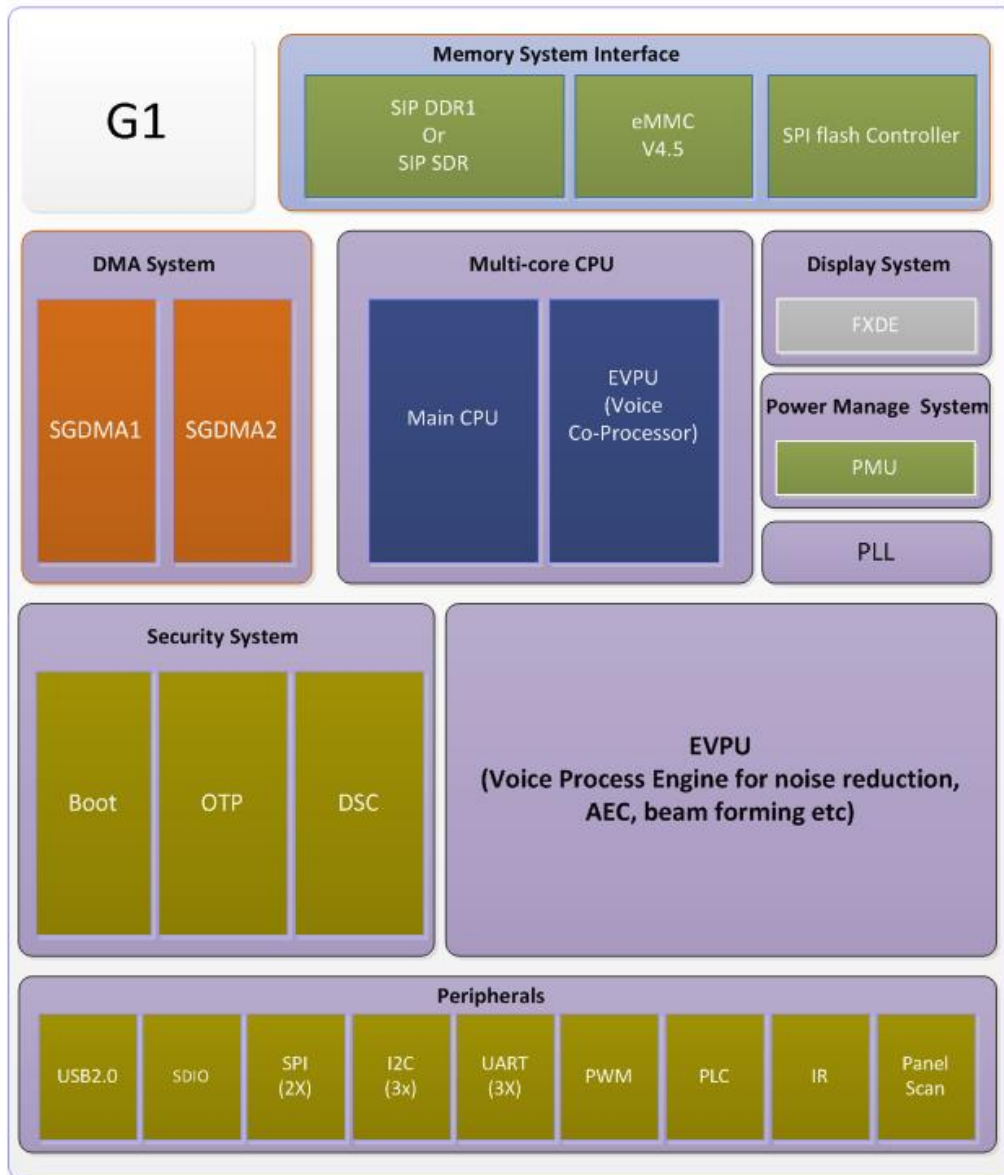 G1
Memory System Interface
SIP DDR1
Or
SIP SDR
eMMC
V4.5
SPI flash Controller
DMA System
SGDMA1
SGDMA2
Multi-core CPU
Main CPU
EVPU
(Voice
Co-Processor)
Display System
FXDE
Power Manage System
PMU
PLL
Security System
Boot
OTP
DSC
EVPU
(Voice Process Engine for noise reduction,
AEC, beam forming etc)
Peripherals
USB2.0
SDIO
SPI
(2X)
I2C
(3x)
UART
(3X)
PWM
PLC
IR
Panel
Scan